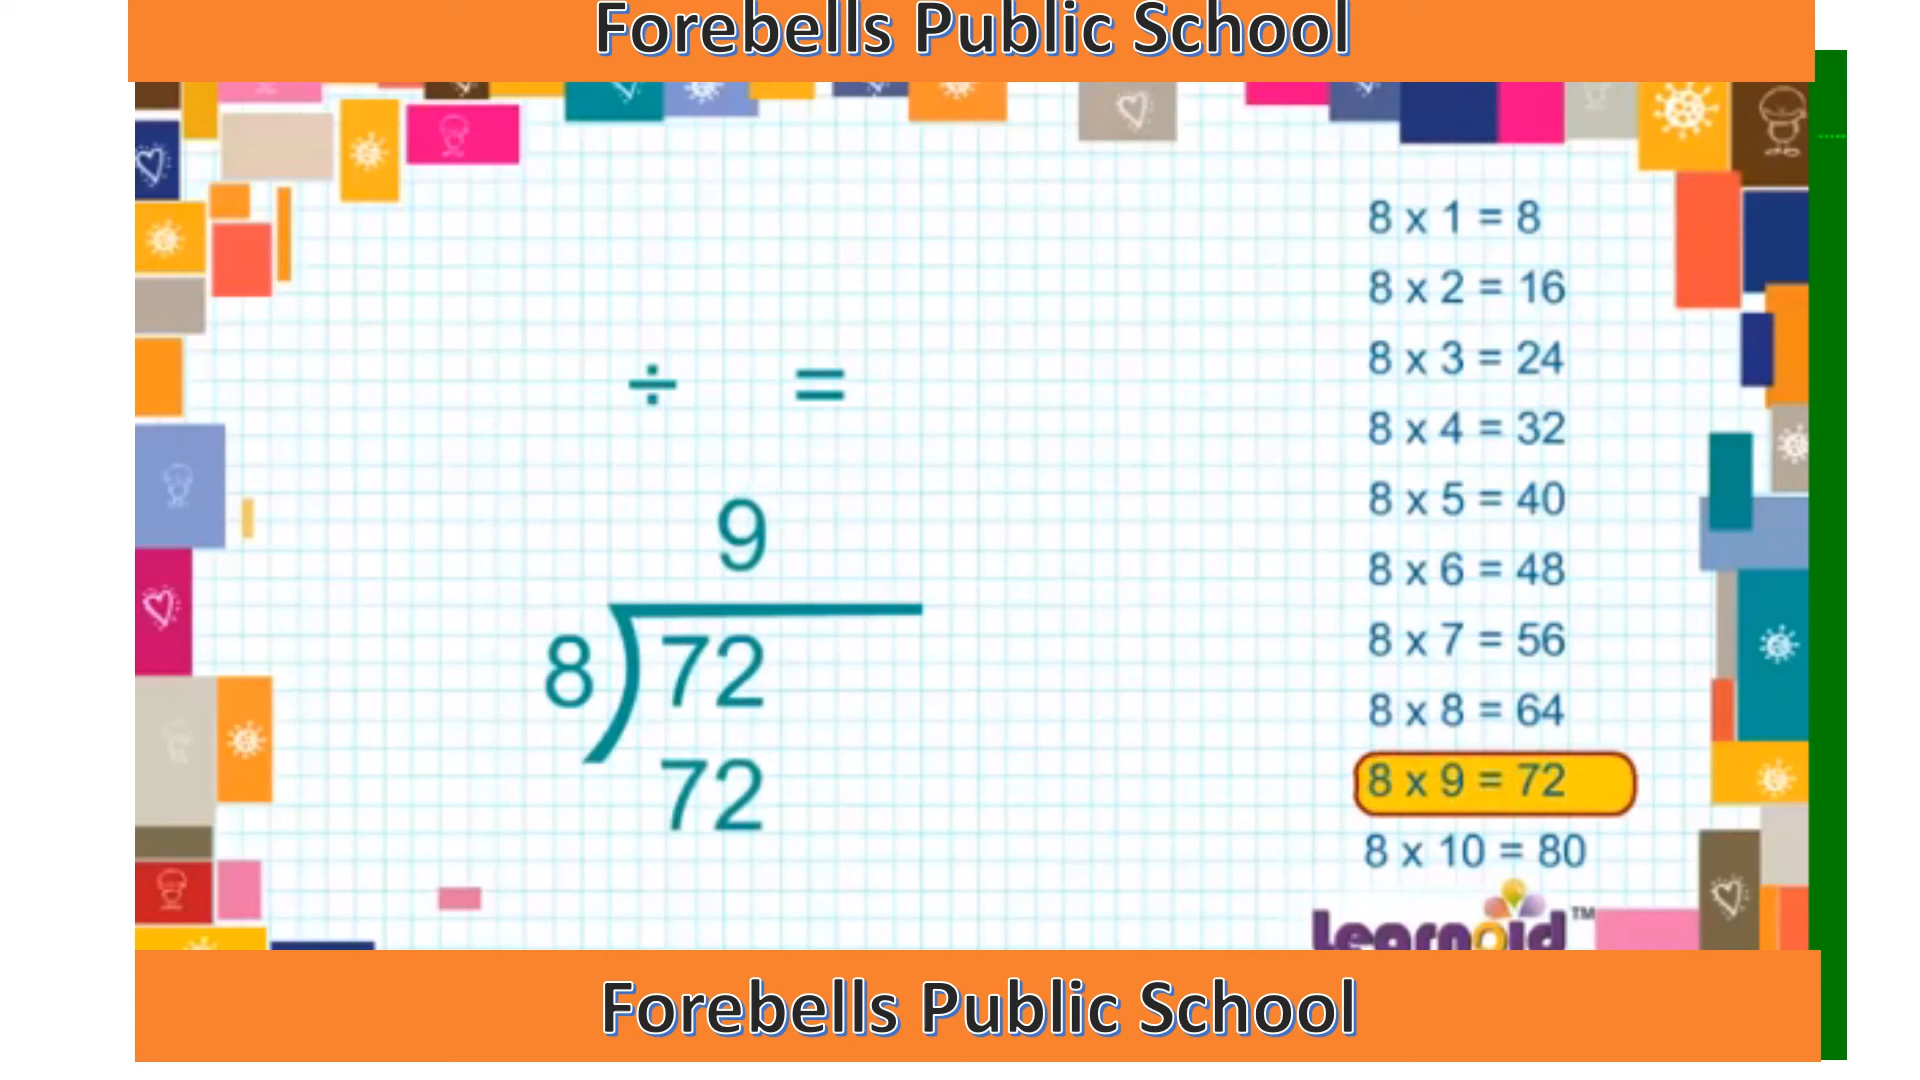 Forebells Public School
8 x 1 = 8
8 x 2 = 16
8 x 3 = 24
÷ =
8 x 4 = 32
8 x 5 = 40
9
8 x 6 = 48
8 x 7 = 56
8)72
8 x 8 = 64
72
8 x 9 = 72
8 x 10 = 80
Learnoid™
Forebells Public School